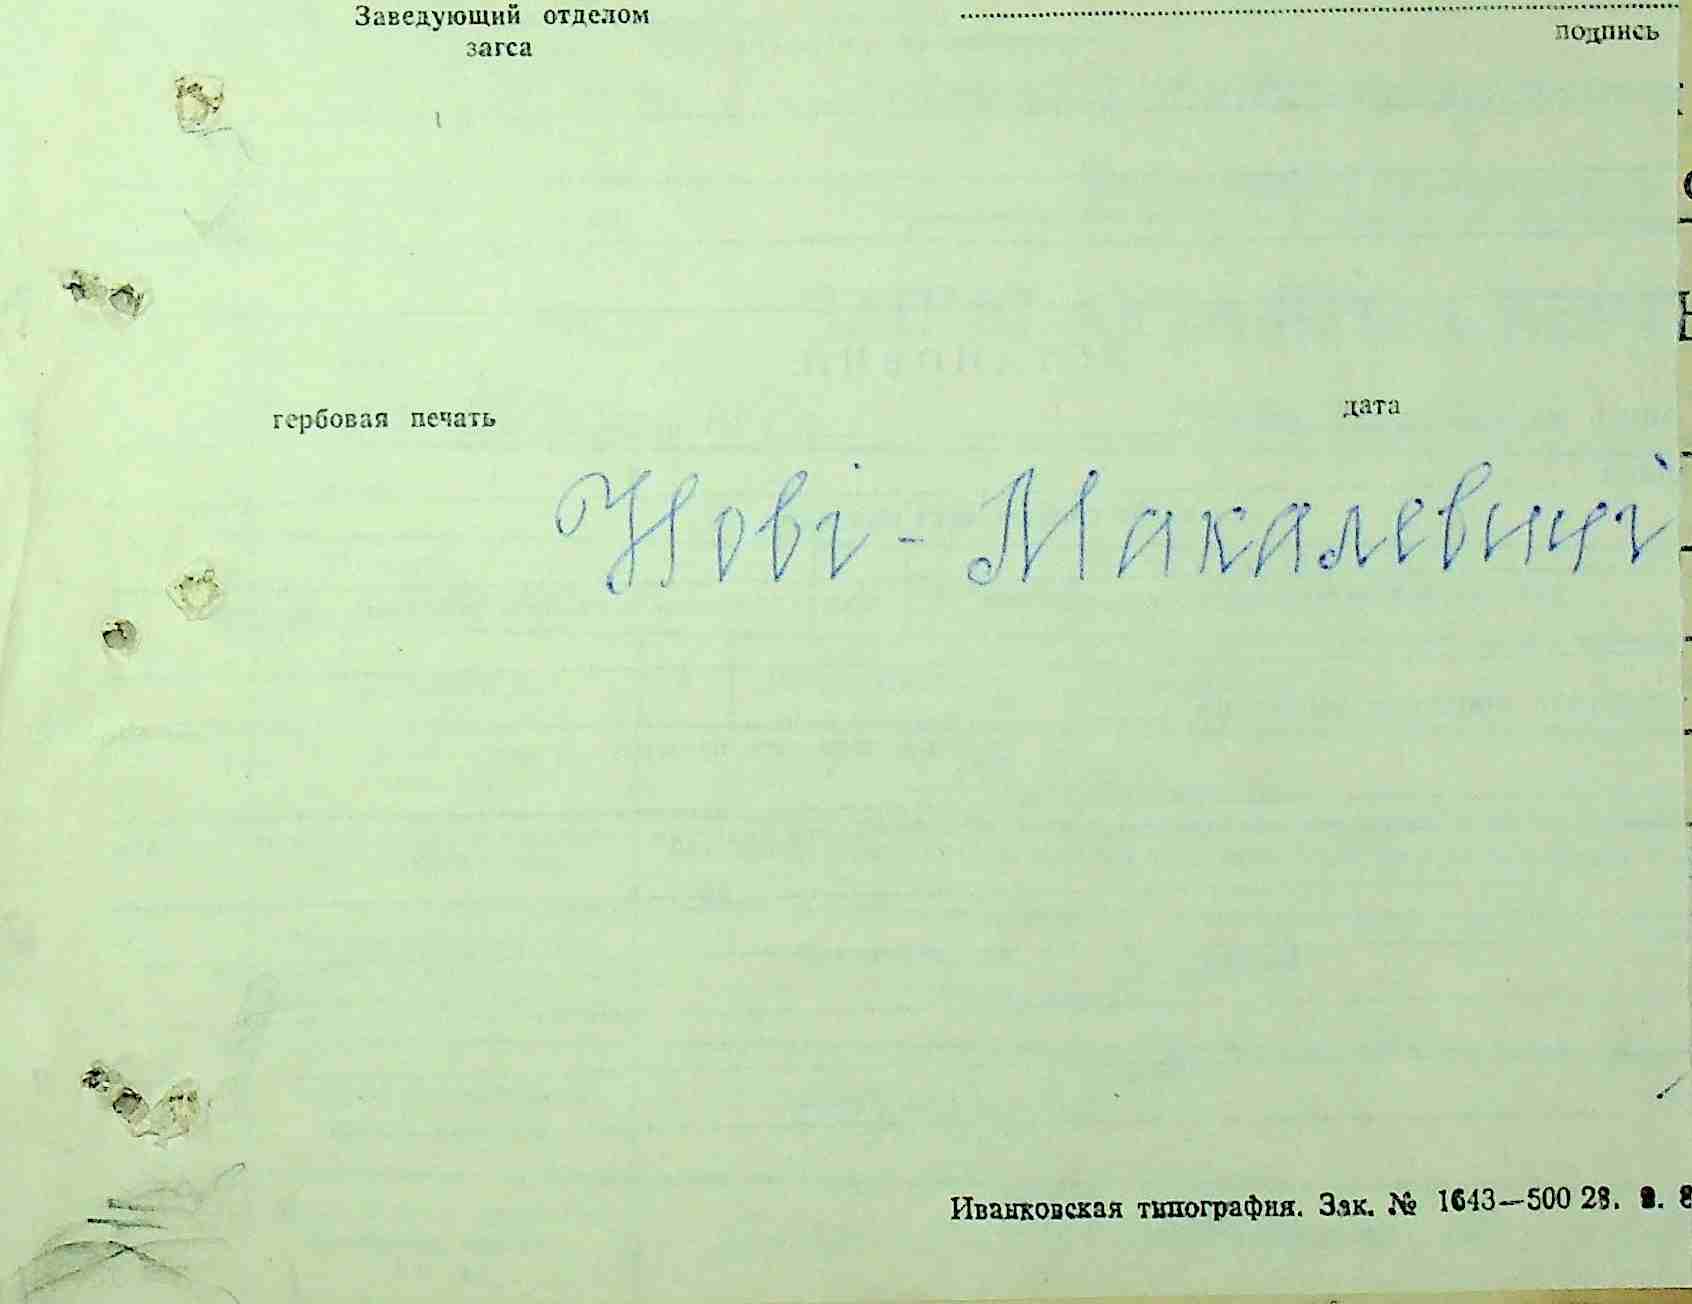 Заведующий отделом
загса
подпись
гербовая печать
дата
Нові-Макалевичі
Иванковская типография. Зак. № 1643—500 28.